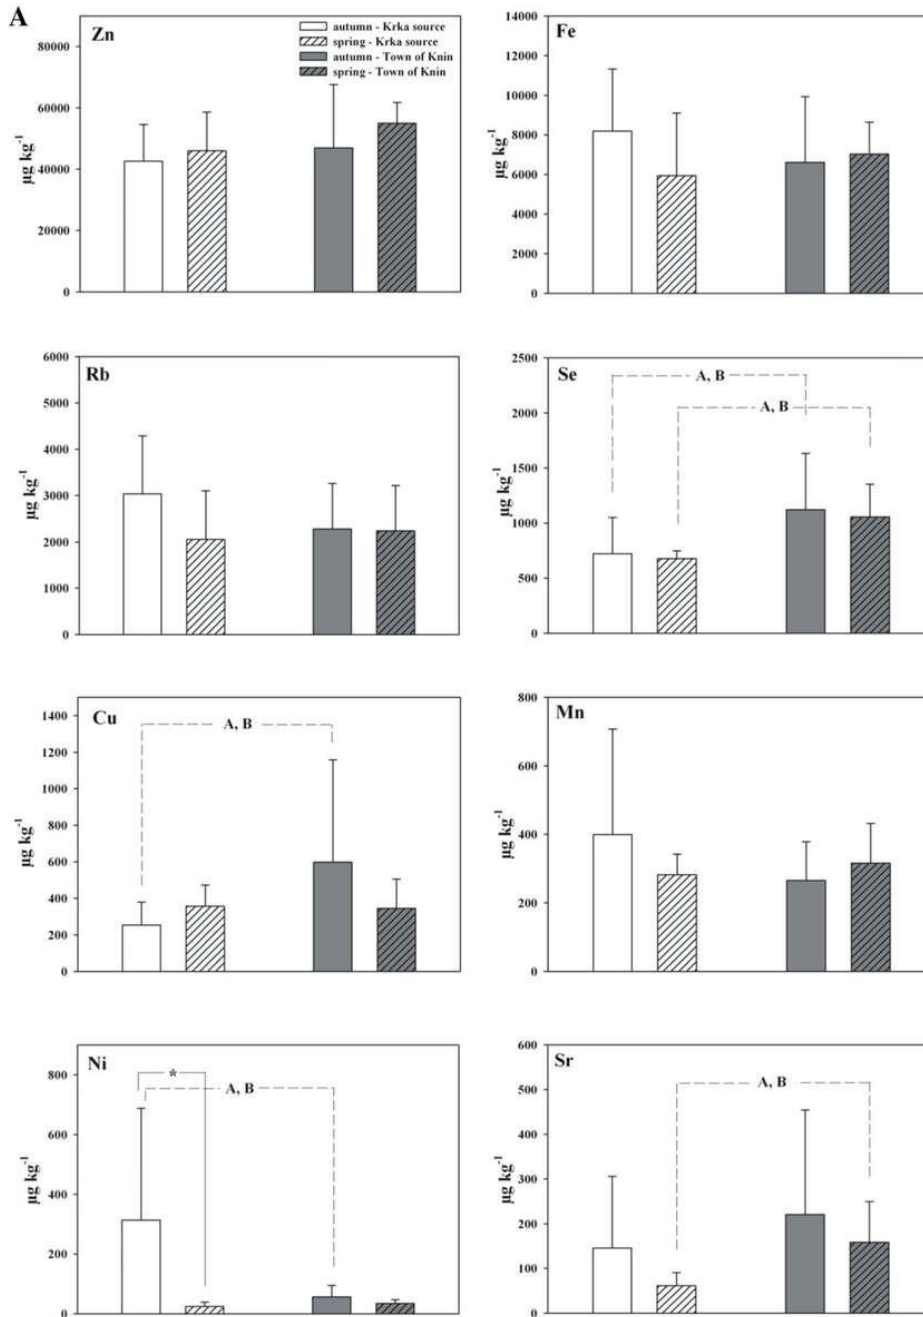 A
Zn
autumn - Krka source
spring - Krka source
autumn - Town of Knin
spring - Town of Knin
80000
60000
40000
20000
0
µg kg⁻¹
Fe
14000
12000
10000
8000
6000
4000
2000
0
µg kg⁻¹
Rb
6000
5000
4000
3000
2000
1000
0
µg kg⁻¹
Se
A, B
A, B
2500
2000
1500
1000
500
0
µg kg⁻¹
Cu
A, B
1400
1200
1000
800
600
400
200
0
µg kg⁻¹
Mn
800
600
400
200
0
µg kg⁻¹
Ni
*
A, B
800
600
400
200
0
µg kg⁻¹
Sr
A, B
600
500
400
300
200
100
0
µg kg⁻¹